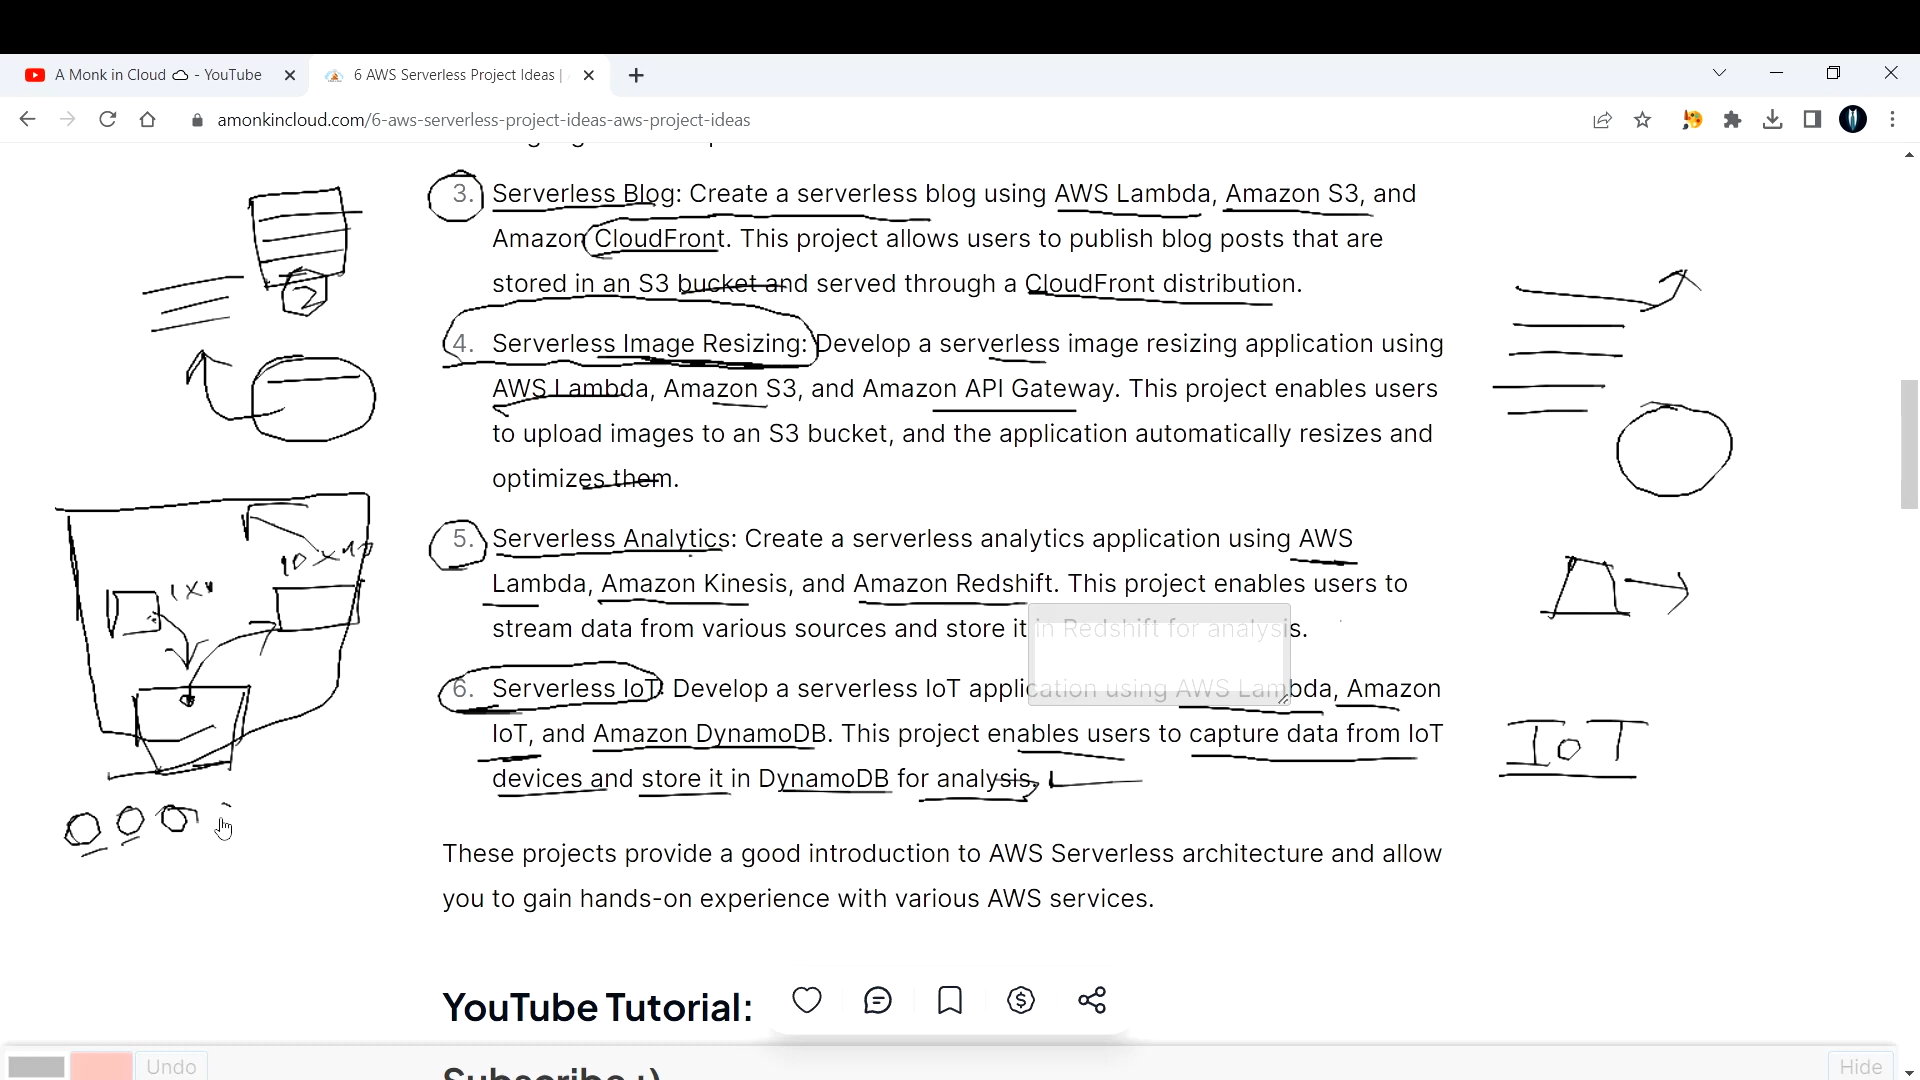 A Monk in Cloud - YouTube
6 AWS Serverless Project Ideas |
amonkincloud.com/6-aws-serverless-project-ideas-aws-project-ideas
3. Serverless Blog: Create a serverless blog using AWS Lambda, Amazon S3, and
Amazon CloudFront. This project allows users to publish blog posts that are
stored in an S3 bucket and served through a CloudFront distribution.
2
4. Serverless Image Resizing: Develop a serverless image resizing application using
AWS Lambda, Amazon S3, and Amazon API Gateway. This project enables users
to upload images to an S3 bucket, and the application automatically resizes and
optimizes them.
5. Serverless Analytics: Create a serverless analytics application using AWS
Lambda, Amazon Kinesis, and Amazon Redshift. This project enables users to
stream data from various sources and store it in Redshift for analysis.
6. Serverless IoT: Develop a serverless IoT application using AWS Lambda, Amazon
IoT, and Amazon DynamoDB. This project enables users to capture data from IoT
devices and store it in DynamoDB for analysis.
IoT
These projects provide a good introduction to AWS Serverless architecture and allow
you to gain hands-on experience with various AWS services.
YouTube Tutorial:
Undo
Subscribe :)
Hide